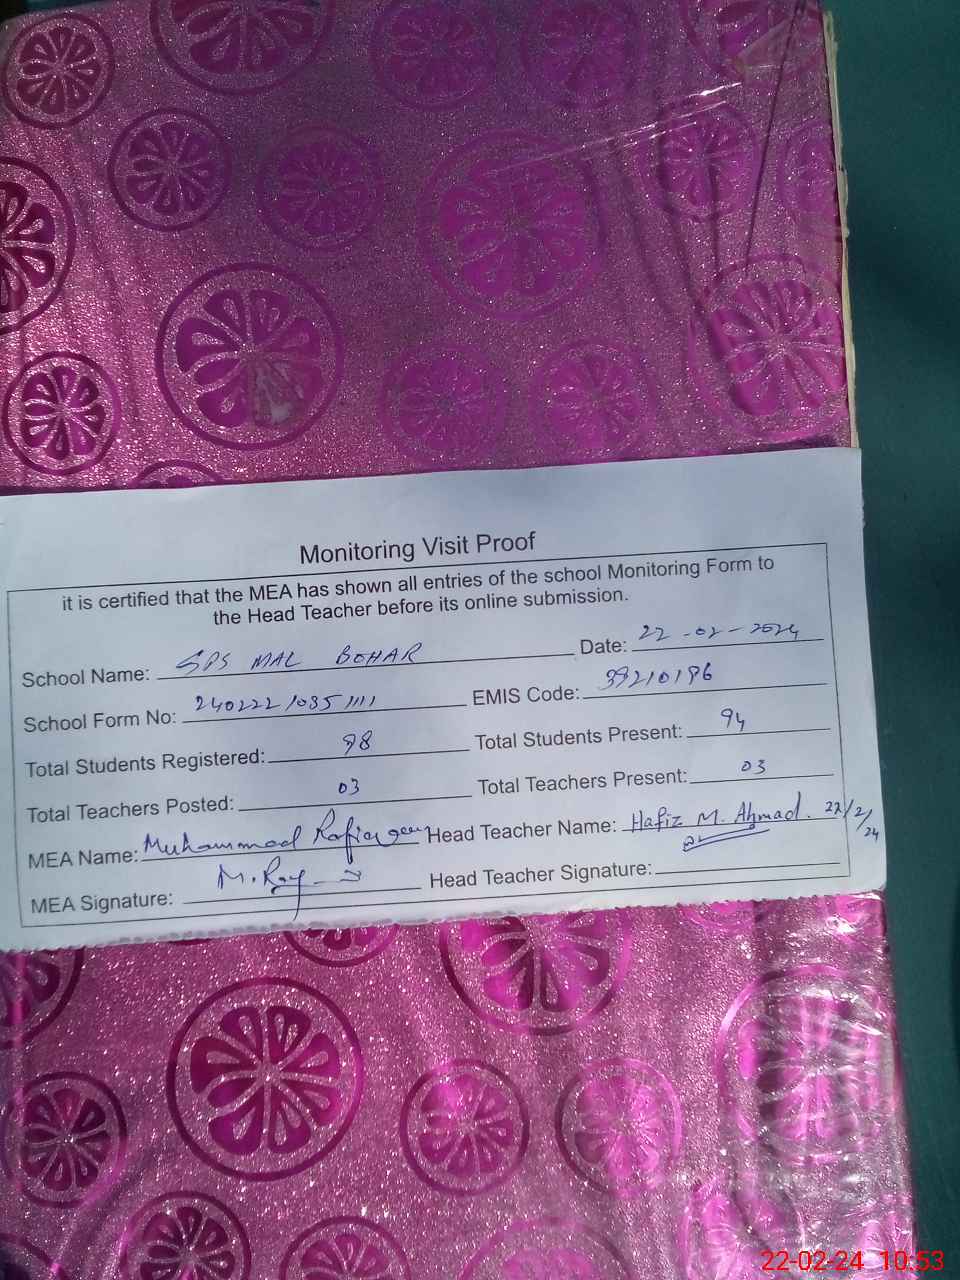 Monitoring Visit Proof
it is certified that the MEA has shown all entries of the school Monitoring Form to
the Head Teacher before its online submission.
School Name: GPS MAL BOHAR Date: 22-02-2024
School Form No: 240222 1035 1111 EMIS Code: 39210196
Total Students Registered: 98 Total Students Present: 94
Total Teachers Posted: 03 Total Teachers Present: 03
MEA Name: Muhammad Head Teacher Name: Hafiz M. Ahmad. 22/2/24
MEA Signature: Head Teacher Signature:
22-02-24 10:53